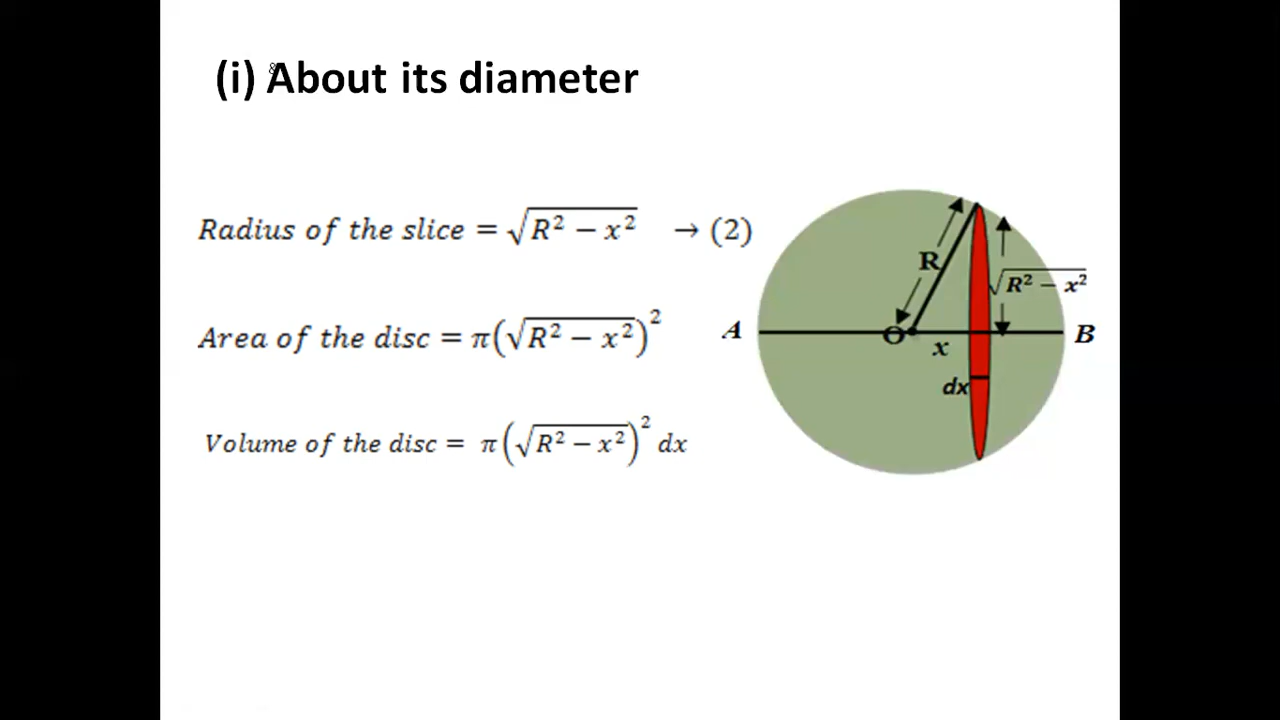 (i) About its diameter
Radius of the slice = √(R² − x²) → (2)
Area of the disc = π(√(R² − x²))²
Volume of the disc = π(√(R² − x²))² dx
R
√(R² − x²)
A
O
B
x
dx